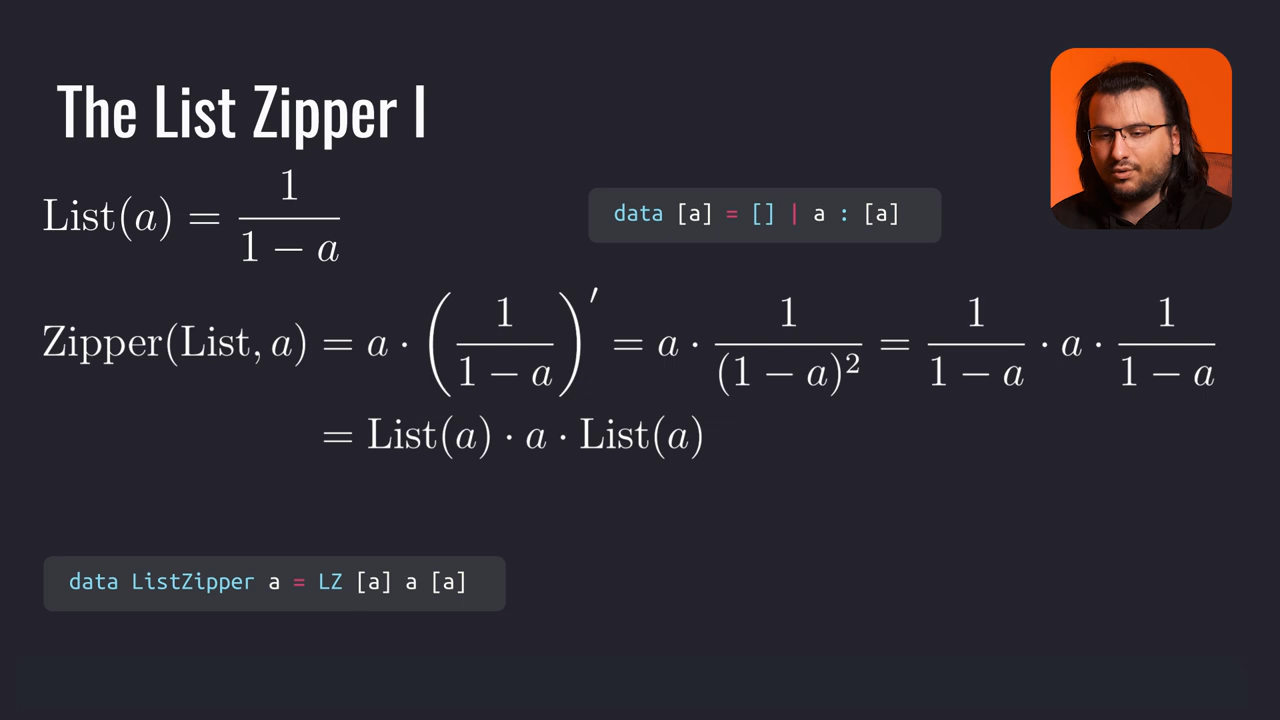 The List Zipper I
List(a) = 1/(1 − a)
data [a] = [] | a : [a]
Zipper(List, a) = a · (1/(1 − a))′ = a · 1/(1 − a)² = 1/(1 − a) · a · 1/(1 − a)
= List(a) · a · List(a)
data ListZipper a = LZ [a] a [a]